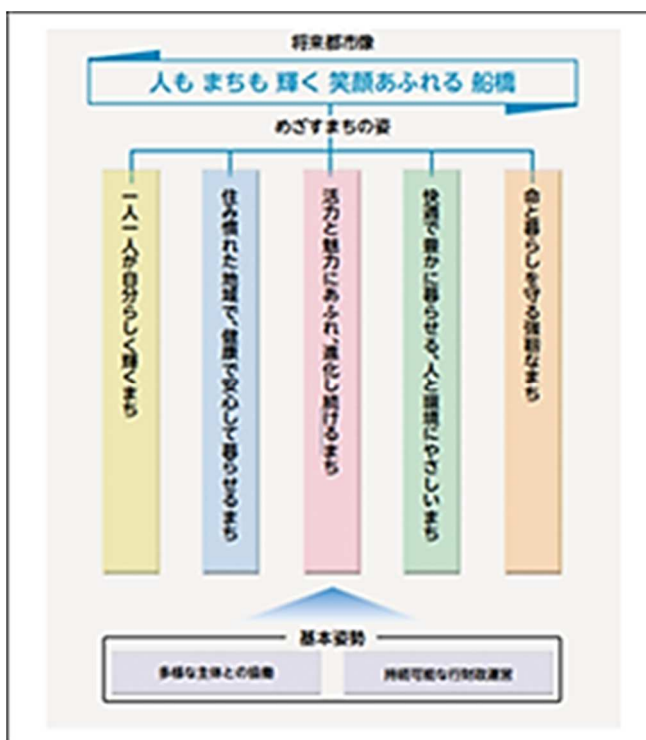 将来都市像
人も まちも 輝く 笑顔あふれる 船橋
めざすまちの姿
一人一人が自分らしく輝くまち
住み慣れた地域で、健康で安心して暮らせるまち
活力と魅力にあふれ、進化し続けるまち
快適で豊かに暮らせる、人と環境にやさしいまち
命と暮らしを守る強靭なまち
基本姿勢
多様な主体との協働
持続可能な行財政運営